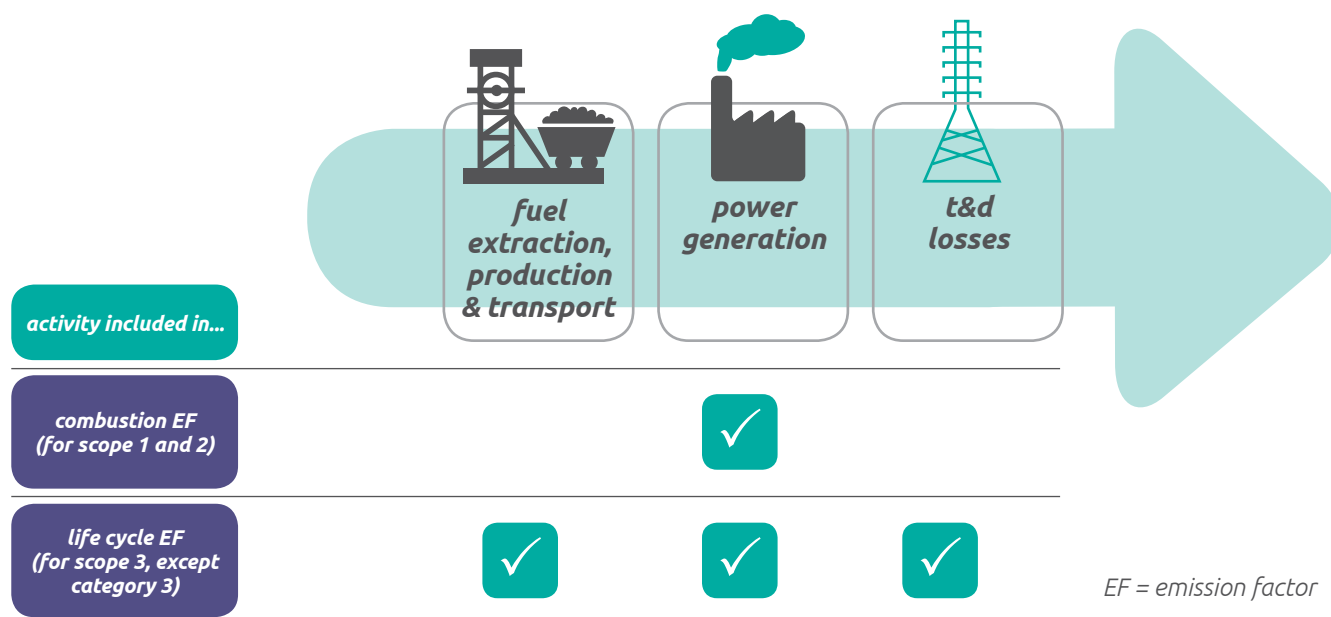 fuel
extraction,
production
& transport
power
generation
t&d
losses
activity included in...
combustion EF
(for scope 1 and 2)
life cycle EF
(for scope 3, except
category 3)
EF = emission factor